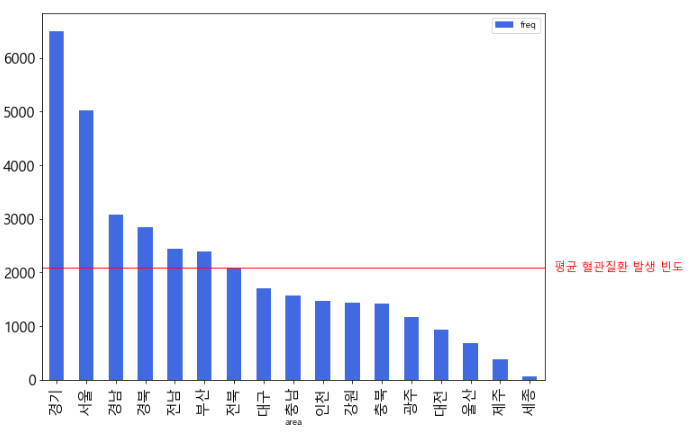 freq
6000
5000
4000
3000
2000
1000
0
평균 혈관질환 발생 빈도
경기
서울
경남
경북
전남
부산
전북
대구
충남
인천
강원
충북
광주
대전
울산
제주
세종
area